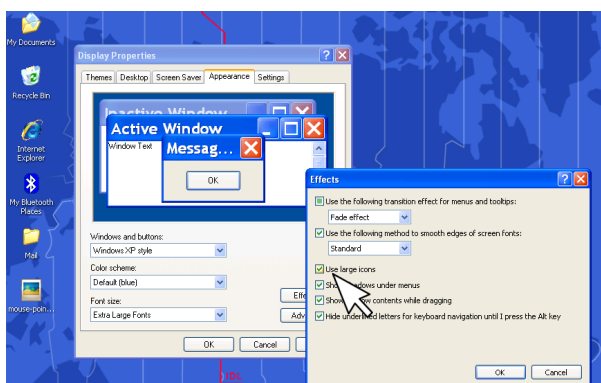 My Documents
Recycle Bin
Internet
Explorer
My Bluetooth
Places
Mail
mouse-poin...
Display Properties
Themes
Desktop
Screen Saver
Appearance
Settings
Inactive Window
Active Window
Window Text
Messag...
OK
Windows and buttons:
Windows XP style
Color scheme:
Default (blue)
Font size:
Extra Large Fonts
Effe
Adv
OK
Cancel
Effects
Use the following transition effect for menus and tooltips:
Fade effect
Use the following method to smooth edges of screen fonts:
Standard
Use large icons
Sh adows under menus
Show w contents while dragging
Hide underlined letters for keyboard navigation until I press the Alt key
OK
Cancel
IDL